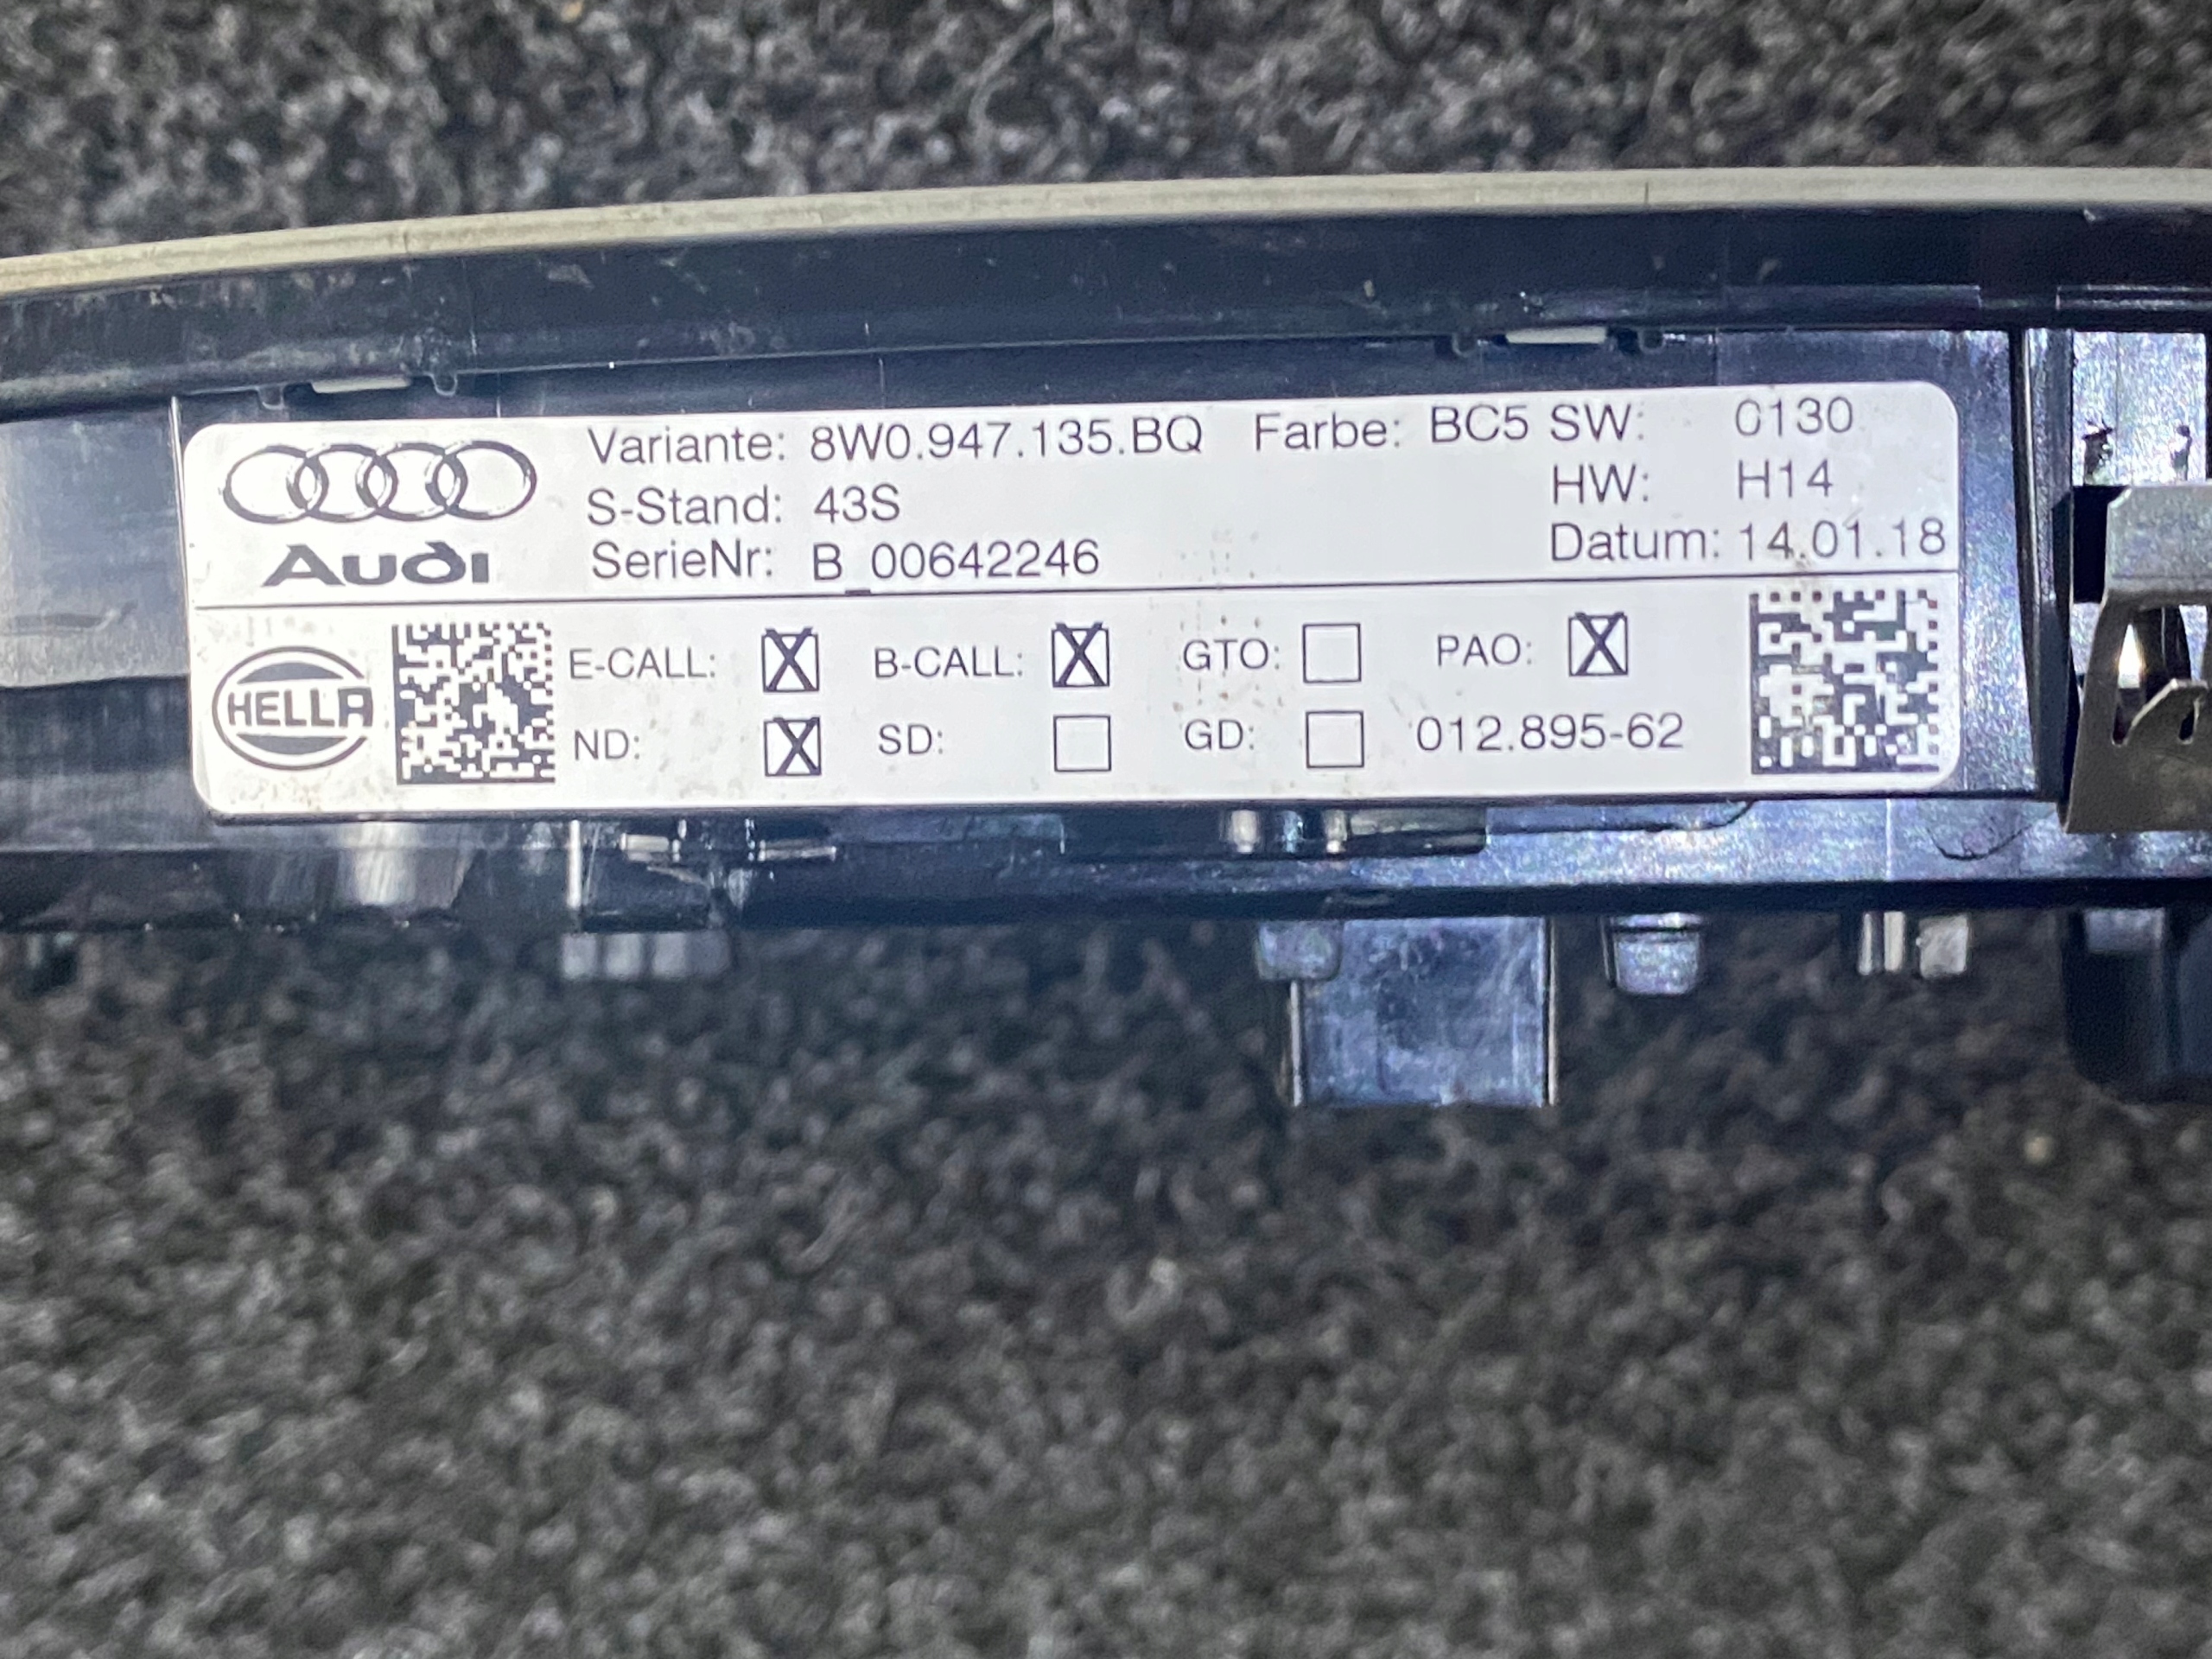 Audi
Variante: 8W0.947.135.BQ Farbe: BC5 SW: 0130
S-Stand: 43S HW: H14
SerieNr: B_00642246 Datum: 14.01.18
HELLA
E-CALL: X B-CALL: X GTO: PAO: X
ND: X SD: GD: 012.895-62